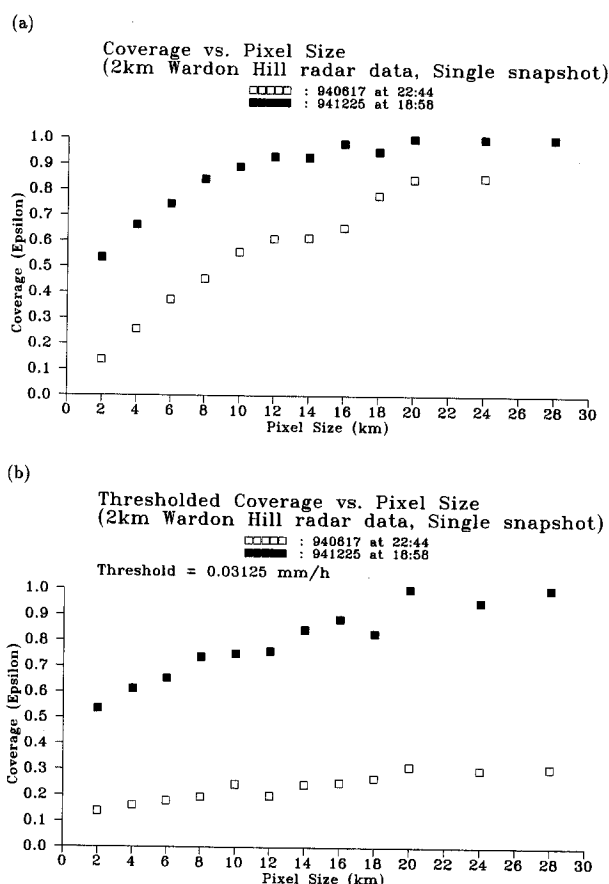 (a)
Coverage vs. Pixel Size
(2km Wardon Hill radar data, Single snapshot)
: 940617 at 22:44
: 941225 at 18:58
1.0
0.9
0.8
0.7
0.6
0.5
0.4
0.3
0.2
0.1
0.0
Coverage (Epsilon)
0 2 4 6 8 10 12 14 16 18 20 22 24 26 28 30
Pixel Size (km)
(b)
Thresholded Coverage vs. Pixel Size
(2km Wardon Hill radar data, Single snapshot)
: 940617 at 22:44
: 941225 at 18:58
Threshold = 0.03125 mm/h
1.0
0.9
0.8
0.7
0.6
0.5
0.4
0.3
0.2
0.1
0.0
Coverage (Epsilon)
0 2 4 6 8 10 12 14 16 18 20 22 24 26 28 30
Pixel Size (km)